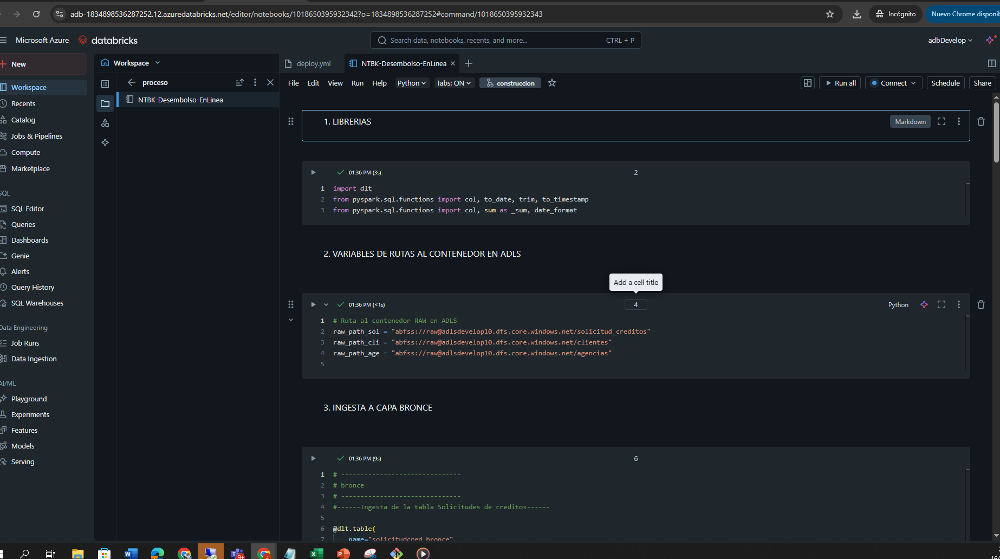 adb-1834898536287252.12.azuredatabricks.net/editor/notebooks/1018650395932342?o=1834898536287252#command/1018650395932343
Incógnito
Nuevo Chrome disponib
Microsoft Azure
databricks
Search data, notebooks, recents, and more...
CTRL + P
adbDevelop
New
Workspace
Recents
Catalog
Jobs & Pipelines
Compute
Marketplace
SQL
SQL Editor
Queries
Dashboards
Genie
Alerts
Query History
SQL Warehouses
Data Engineering
Job Runs
Data Ingestion
AI/ML
Playground
Experiments
Features
Models
Serving
Workspace
proceso
NTBK-Desembolso-EnLinea
deploy.yml
NTBK-Desembolso-EnLinea
File Edit View Run Help Python Tabs: ON construccion
Run all
Connect
Schedule
Share
1. LIBRERIAS
Markdown
01:36 PM (3s)
2
1 import dlt
2 from pyspark.sql.functions import col, to_date, trim, to_timestamp
3 from pyspark.sql.functions import col, sum as _sum, date_format
2. VARIABLES DE RUTAS AL CONTENEDOR EN ADLS
Add a cell title
01:36 PM (<1s)
4
Python
1 # Ruta al contenedor RAW en ADLS
2 raw_path_sol = "abfss://raw@adlsdevelop10.dfs.core.windows.net/solicitud_creditos"
3 raw_path_cli = "abfss://raw@adlsdevelop10.dfs.core.windows.net/clientes"
4 raw_path_age = "abfss://raw@adlsdevelop10.dfs.core.windows.net/agencias"
5
3. INGESTA A CAPA BRONCE
01:36 PM (9s)
6
1 # -------------------------------
2 # bronce
3 # -------------------------------
4 #------Ingesta de la tabla Solicitudes de creditos------
5
6 @dlt.table(
7 name="solicitudcred_bronce"
9+